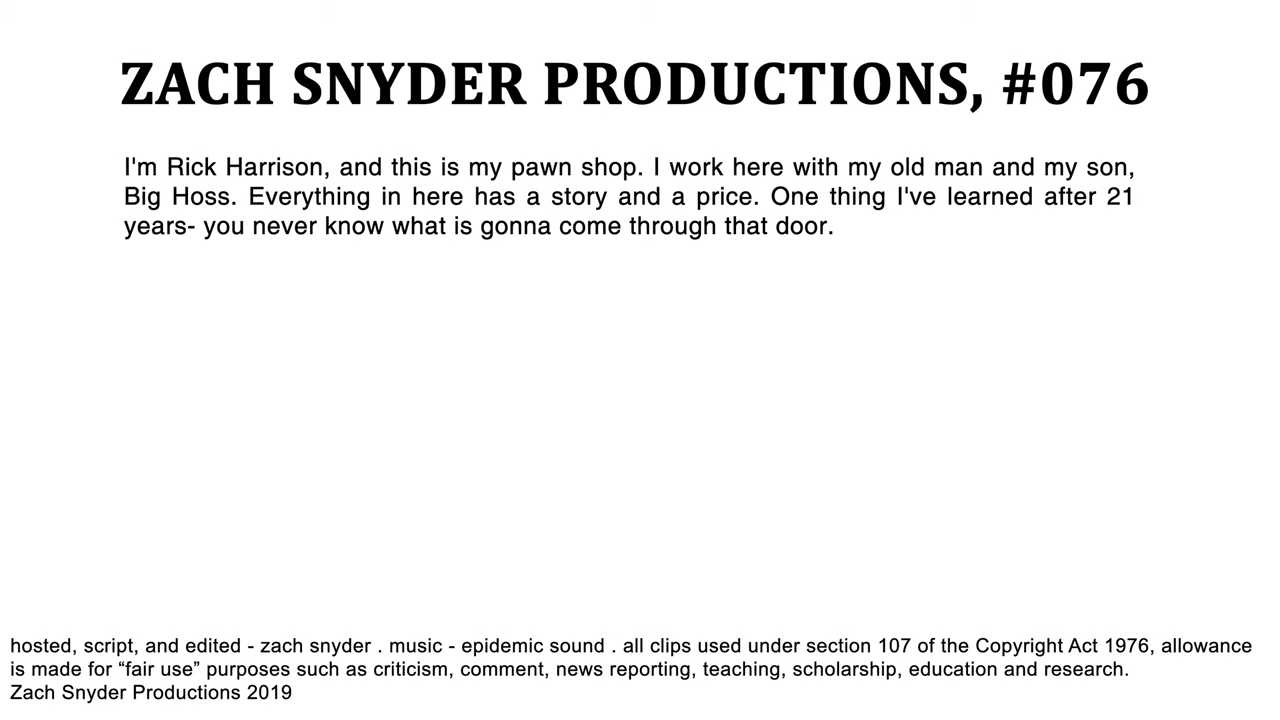 ZACH SNYDER PRODUCTIONS, #076
I'm Rick Harrison, and this is my pawn shop. I work here with my old man and my son,
Big Hoss. Everything in here has a story and a price. One thing I've learned after 21
years- you never know what is gonna come through that door.
hosted, script, and edited - zach snyder . music - epidemic sound . all clips used under section 107 of the Copyright Act 1976, allowance
is made for “fair use” purposes such as criticism, comment, news reporting, teaching, scholarship, education and research.
Zach Snyder Productions 2019